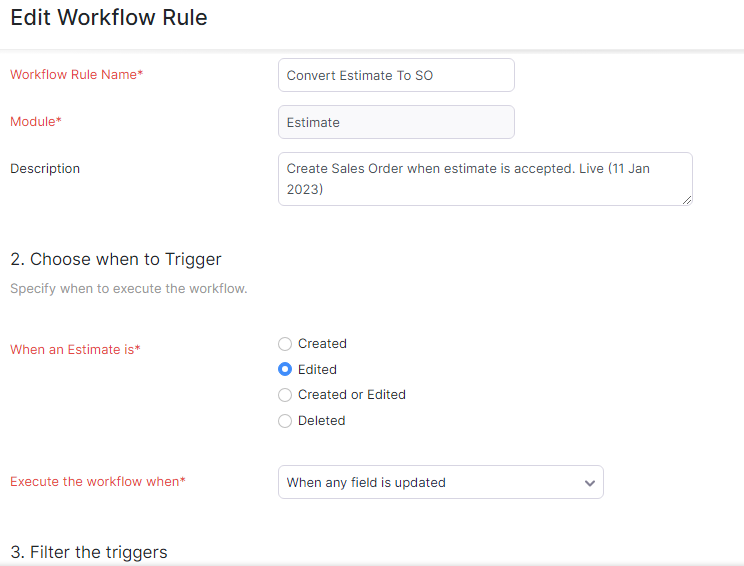 Edit Workflow Rule
Workflow Rule Name*
Convert Estimate To SO
Module*
Estimate
Description
Create Sales Order when estimate is accepted. Live (11 Jan
2023)
2. Choose when to Trigger
Specify when to execute the workflow.
When an Estimate is*
Created
Edited
Created or Edited
Deleted
Execute the workflow when*
When any field is updated
3. Filter the triggers